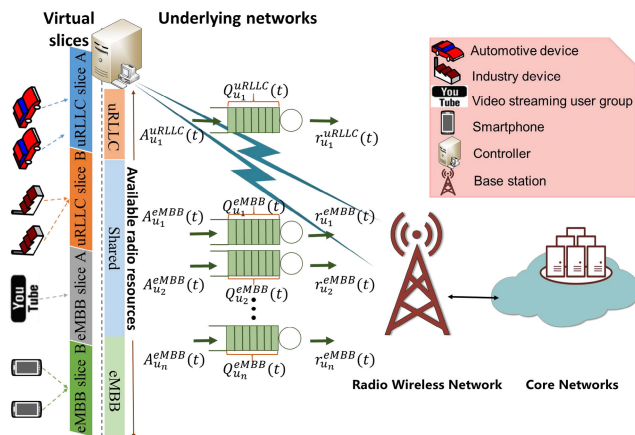 Virtual slices
Underlying networks
uRLLC slice A
uRLLC slice B
eMBB slice A
eMBB slice B
uRLLC
Shared
eMBB
Available radio resources
Q_{u_1}^{uRLLC}(t)
A_{u_1}^{uRLLC}(t)
r_{u_1}^{uRLLC}(t)
Q_{u_1}^{eMBB}(t)
A_{u_1}^{eMBB}(t)
r_{u_1}^{eMBB}(t)
A_{u_2}^{eMBB}(t)
Q_{u_2}^{eMBB}(t)
r_{u_2}^{eMBB}(t)
A_{u_n}^{eMBB}(t)
Q_{u_n}^{eMBB}(t)
r_{u_n}^{eMBB}(t)
You
Tube
Automotive device
Industry device
You
Tube
Video streaming user group
Smartphone
Controller
Base station
Radio Wireless Network
Core Networks